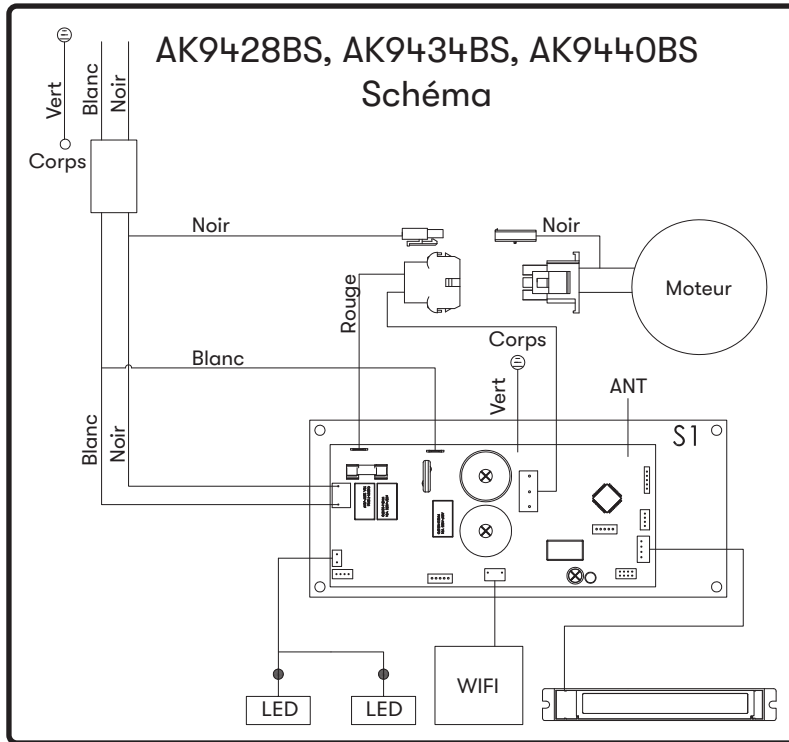 AK9428BS, AK9434BS, AK9440BS
Schéma
Vert
Blanc
Noir
Corps
Noir
Noir
Moteur
Rouge
Corps
Blanc
Vert
ANT
Blanc
Noir
S1
WIFI
LED
LED